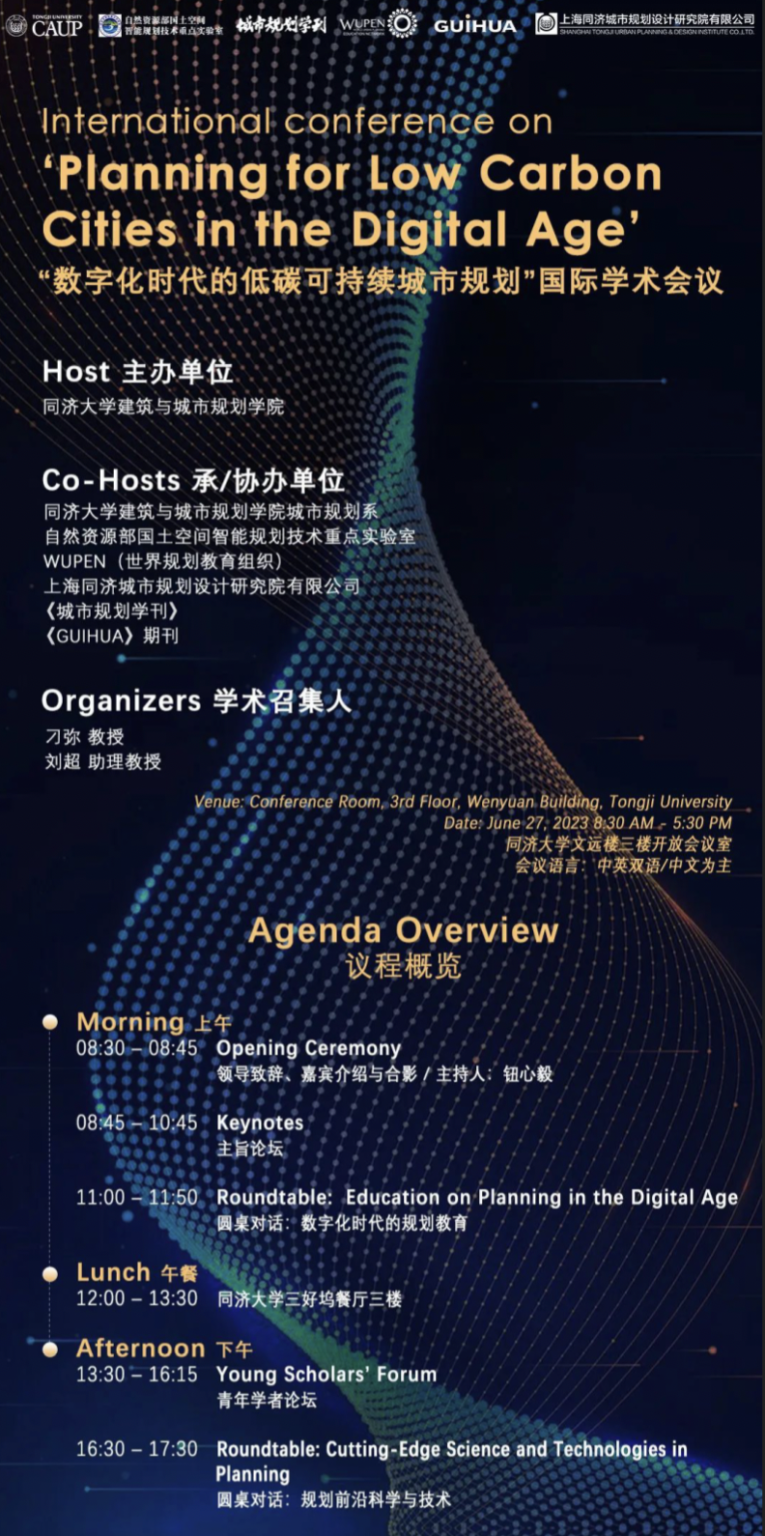 TONGJI UNIVERSITY
CAUP
自然资源部国土空间
智能规划技术重点实验室
城市规划学刊
WUPEN
GUIHUA
上海同济城市规划设计研究院有限公司
SHANGHAI TONGJI URBAN PLANNING & DESIGN INSTITUTE CO.,LTD.
International conference on
‘Planning for Low Carbon
Cities in the Digital Age’
“数字化时代的低碳可持续城市规划”国际学术会议
Host 主办单位
同济大学建筑与城市规划学院
Co-Hosts 承/协办单位
同济大学建筑与城市规划学院城市规划系
自然资源部国土空间智能规划技术重点实验室
WUPEN（世界规划教育组织）
上海同济城市规划设计研究院有限公司
《城市规划学刊》
《GUIHUA》期刊
Organizers 学术召集人
刁弥 教授
刘超 助理教授
Venue: Conference Room, 3rd Floor, Wenyuan Building, Tongji University
Date: June 27, 2023 8:30 AM - 5:30 PM
同济大学文远楼三楼开放会议室
会议语言：中英双语/中文为主
Agenda Overview
议程概览
Morning 上午
08:30 – 08:45 Opening Ceremony
领导致辞、嘉宾介绍与合影 / 主持人：钮心毅
08:45 – 10:45 Keynotes
主旨论坛
11:00 – 11:50 Roundtable: Education on Planning in the Digital Age
圆桌对话：数字化时代的规划教育
Lunch 午餐
12:00 – 13:30 同济大学三好坞餐厅三楼
Afternoon 下午
13:30 – 16:15 Young Scholars’ Forum
青年学者论坛
16:30 – 17:30 Roundtable: Cutting-Edge Science and Technologies in
Planning
圆桌对话：规划前沿科学与技术